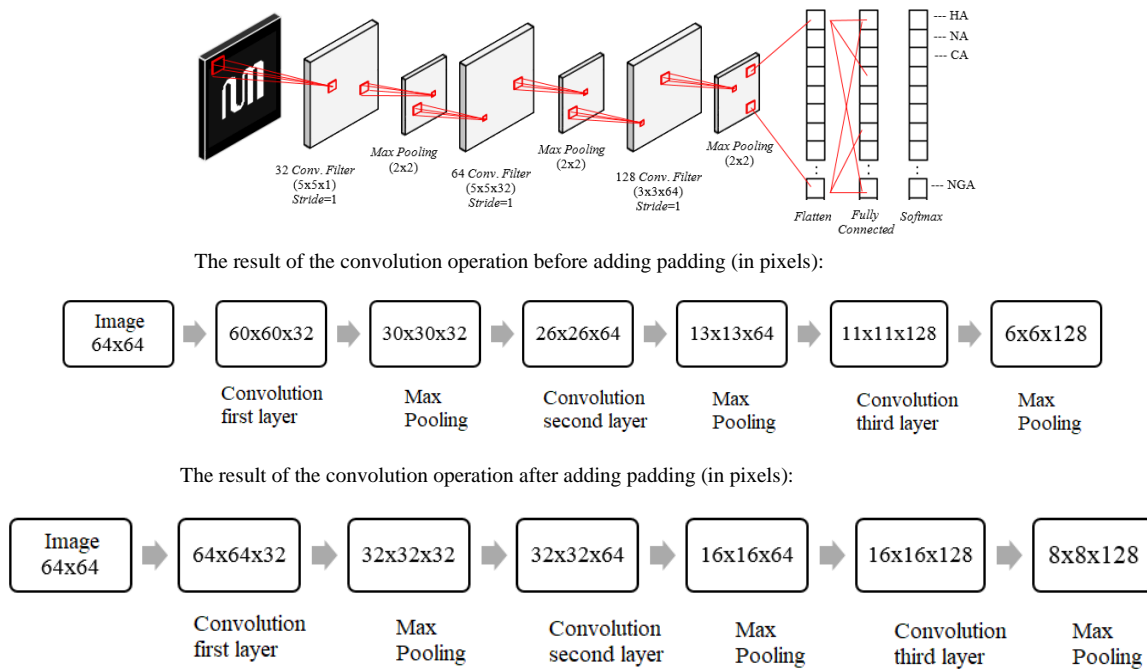 --- HA
--- NA
--- CA
Max Pooling
(2x2)
Max Pooling
(2x2)
Max Pooling
(2x2)
32 Conv. Filter
(5x5x1)
Stride=1
64 Conv. Filter
(5x5x32)
Stride=1
128 Conv. Filter
(3x3x64)
Stride=1
--- NGA
Flatten
Fully
Connected
Softmax
The result of the convolution operation before adding padding (in pixels):
Image
64x64
60x60x32
30x30x32
26x26x64
13x13x64
11x11x128
6x6x128
Convolution
first layer
Max
Pooling
Convolution
second layer
Max
Pooling
Convolution
third layer
Max
Pooling
The result of the convolution operation after adding padding (in pixels):
Image
64x64
64x64x32
32x32x32
32x32x64
16x16x64
16x16x128
8x8x128
Convolution
first layer
Max
Pooling
Convolution
second layer
Max
Pooling
Convolution
third layer
Max
Pooling